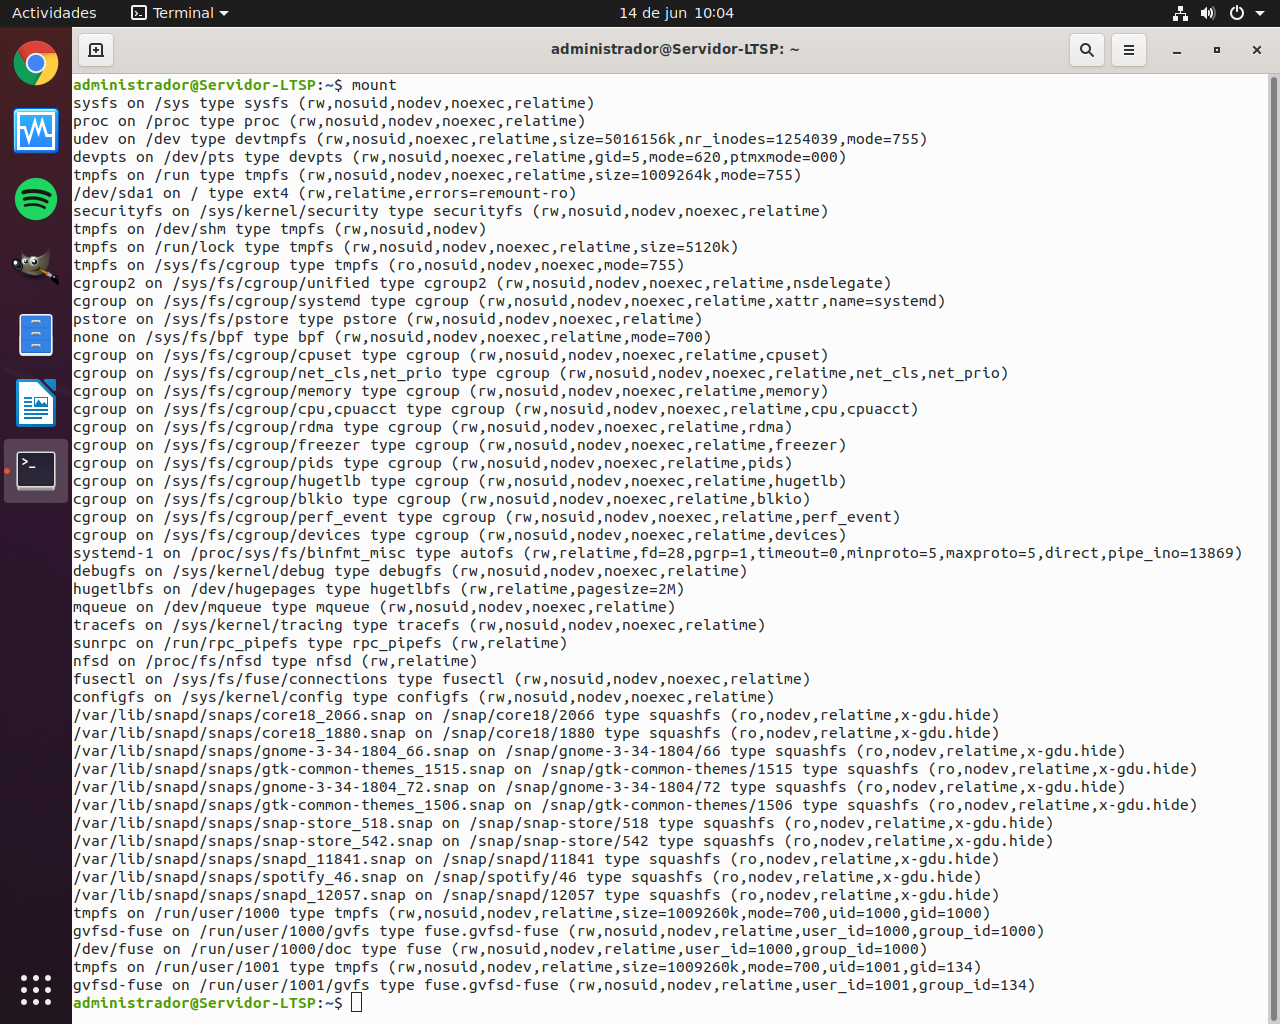 Actividades
Terminal
14 de jun 10:04
administrador@Servidor-LTSP: ~
administrador@Servidor-LTSP:~$ mount
sysfs on /sys type sysfs (rw,nosuid,nodev,noexec,relatime)
proc on /proc type proc (rw,nosuid,nodev,noexec,relatime)
udev on /dev type devtmpfs (rw,nosuid,noexec,relatime,size=5016156k,nr_inodes=1254039,mode=755)
devpts on /dev/pts type devpts (rw,nosuid,noexec,relatime,gid=5,mode=620,ptmxmode=000)
tmpfs on /run type tmpfs (rw,nosuid,noexec,relatime,size=1009264k,mode=755)
/dev/sda1 on / type ext4 (rw,relatime,errors=remount-ro)
securityfs on /sys/kernel/security type securityfs (rw,nosuid,nodev,noexec,relatime)
tmpfs on /dev/shm type tmpfs (rw,nosuid,nodev)
tmpfs on /run/lock type tmpfs (rw,nosuid,nodev,noexec,relatime,size=5120k)
tmpfs on /sys/fs/cgroup type tmpfs (ro,nosuid,nodev,noexec,mode=755)
cgroup2 on /sys/fs/cgroup/unified type cgroup2 (rw,nosuid,nodev,noexec,relatime,nsdelegate)
cgroup on /sys/fs/cgroup/systemd type cgroup (rw,nosuid,nodev,noexec,relatime,xattr,name=systemd)
pstore on /sys/fs/pstore type pstore (rw,nosuid,nodev,noexec,relatime)
none on /sys/fs/bpf type bpf (rw,nosuid,nodev,noexec,relatime,mode=700)
cgroup on /sys/fs/cgroup/cpuset type cgroup (rw,nosuid,nodev,noexec,relatime,cpuset)
cgroup on /sys/fs/cgroup/net_cls,net_prio type cgroup (rw,nosuid,nodev,noexec,relatime,net_cls,net_prio)
cgroup on /sys/fs/cgroup/memory type cgroup (rw,nosuid,nodev,noexec,relatime,memory)
cgroup on /sys/fs/cgroup/cpu,cpuacct type cgroup (rw,nosuid,nodev,noexec,relatime,cpu,cpuacct)
cgroup on /sys/fs/cgroup/rdma type cgroup (rw,nosuid,nodev,noexec,relatime,rdma)
cgroup on /sys/fs/cgroup/freezer type cgroup (rw,nosuid,nodev,noexec,relatime,freezer)
cgroup on /sys/fs/cgroup/pids type cgroup (rw,nosuid,nodev,noexec,relatime,pids)
cgroup on /sys/fs/cgroup/hugetlb type cgroup (rw,nosuid,nodev,noexec,relatime,hugetlb)
cgroup on /sys/fs/cgroup/blkio type cgroup (rw,nosuid,nodev,noexec,relatime,blkio)
cgroup on /sys/fs/cgroup/perf_event type cgroup (rw,nosuid,nodev,noexec,relatime,perf_event)
cgroup on /sys/fs/cgroup/devices type cgroup (rw,nosuid,nodev,noexec,relatime,devices)
systemd-1 on /proc/sys/fs/binfmt_misc type autofs (rw,relatime,fd=28,pgrp=1,timeout=0,minproto=5,maxproto=5,direct,pipe_ino=13869)
debugfs on /sys/kernel/debug type debugfs (rw,nosuid,nodev,noexec,relatime)
hugetlbfs on /dev/hugepages type hugetlbfs (rw,relatime,pagesize=2M)
mqueue on /dev/mqueue type mqueue (rw,nosuid,nodev,noexec,relatime)
tracefs on /sys/kernel/tracing type tracefs (rw,nosuid,nodev,noexec,relatime)
sunrpc on /run/rpc_pipefs type rpc_pipefs (rw,relatime)
nfsd on /proc/fs/nfsd type nfsd (rw,relatime)
fusectl on /sys/fs/fuse/connections type fusectl (rw,nosuid,nodev,noexec,relatime)
configfs on /sys/kernel/config type configfs (rw,nosuid,nodev,noexec,relatime)
/var/lib/snapd/snaps/core18_2066.snap on /snap/core18/2066 type squashfs (ro,nodev,relatime,x-gdu.hide)
/var/lib/snapd/snaps/core18_1880.snap on /snap/core18/1880 type squashfs (ro,nodev,relatime,x-gdu.hide)
/var/lib/snapd/snaps/gnome-3-34-1804_66.snap on /snap/gnome-3-34-1804/66 type squashfs (ro,nodev,relatime,x-gdu.hide)
/var/lib/snapd/snaps/gtk-common-themes_1515.snap on /snap/gtk-common-themes/1515 type squashfs (ro,nodev,relatime,x-gdu.hide)
/var/lib/snapd/snaps/gnome-3-34-1804_72.snap on /snap/gnome-3-34-1804/72 type squashfs (ro,nodev,relatime,x-gdu.hide)
/var/lib/snapd/snaps/gtk-common-themes_1506.snap on /snap/gtk-common-themes/1506 type squashfs (ro,nodev,relatime,x-gdu.hide)
/var/lib/snapd/snaps/snap-store_518.snap on /snap/snap-store/518 type squashfs (ro,nodev,relatime,x-gdu.hide)
/var/lib/snapd/snaps/snap-store_542.snap on /snap/snap-store/542 type squashfs (ro,nodev,relatime,x-gdu.hide)
/var/lib/snapd/snaps/snapd_11841.snap on /snap/snapd/11841 type squashfs (ro,nodev,relatime,x-gdu.hide)
/var/lib/snapd/snaps/spotify_46.snap on /snap/spotify/46 type squashfs (ro,nodev,relatime,x-gdu.hide)
/var/lib/snapd/snaps/snapd_12057.snap on /snap/snapd/12057 type squashfs (ro,nodev,relatime,x-gdu.hide)
tmpfs on /run/user/1000 type tmpfs (rw,nosuid,nodev,relatime,size=1009260k,mode=700,uid=1000,gid=1000)
gvfsd-fuse on /run/user/1000/gvfs type fuse.gvfsd-fuse (rw,nosuid,nodev,relatime,user_id=1000,group_id=1000)
/dev/fuse on /run/user/1000/doc type fuse (rw,nosuid,nodev,relatime,user_id=1000,group_id=1000)
tmpfs on /run/user/1001 type tmpfs (rw,nosuid,nodev,relatime,size=1009260k,mode=700,uid=1001,gid=134)
gvfsd-fuse on /run/user/1001/gvfs type fuse.gvfsd-fuse (rw,nosuid,nodev,relatime,user_id=1001,group_id=134)
administrador@Servidor-LTSP:~$